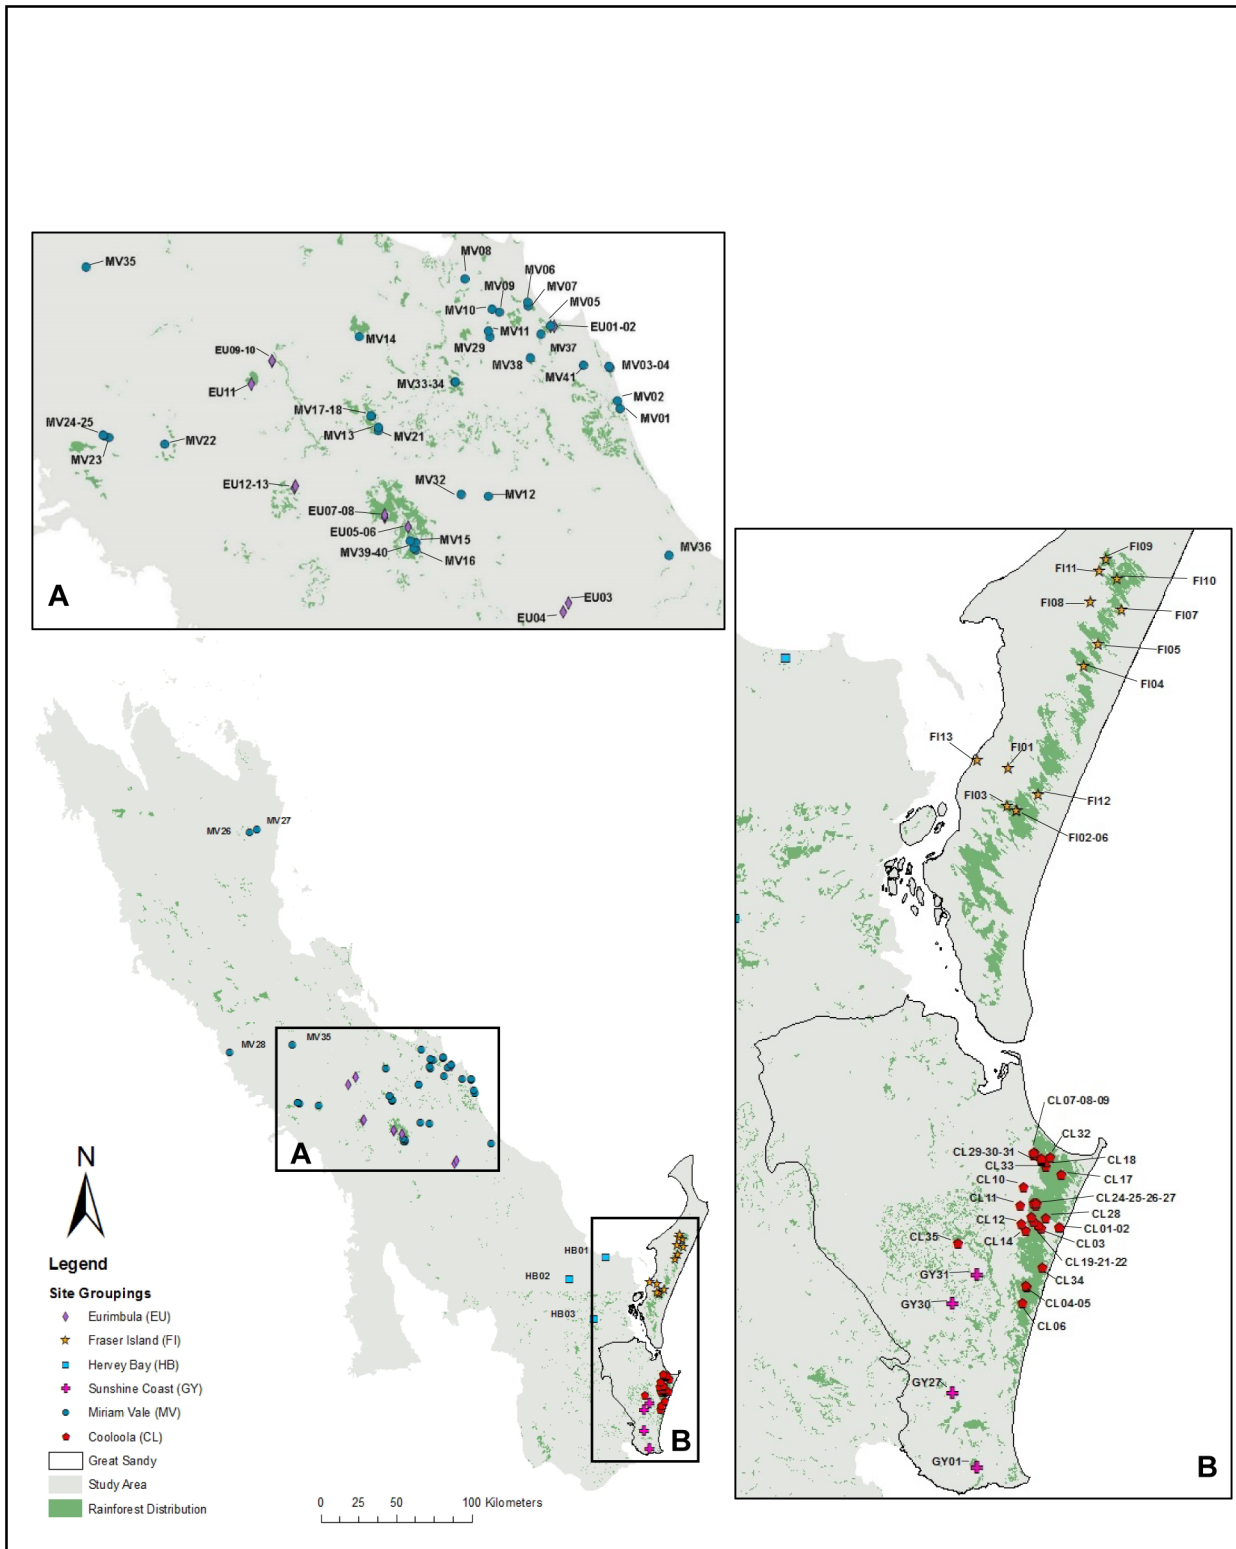 MV35
MV08
MV06
MV09
MV07
MV10
MV05
MV11
EU01-02
MV14
MV29
MV37
EU09-10
MV38
MV03-04
MV41
EU11
MV33-34
MV02
MV17-18
MV01
MV24-25
MV13
MV21
MV22
MV23
EU12-13
MV32
MV12
EU07-08
EU05-06
MV15
MV39-40
MV16
MV36
A
EU03
EU04
MV26
MV27
MV28
MV35
A
HB01
HB02
HB03
B
N
Legend
Site Groupings
Eurimbula (EU)
Fraser Island (FI)
Hervey Bay (HB)
Sunshine Coast (GY)
Miriam Vale (MV)
Cooloola (CL)
Great Sandy
Study Area
Rainforest Distribution
0 25 50 100 Kilometers
FI09
FI11
FI10
FI08
FI07
FI05
FI04
FI13
FI01
FI03
FI12
FI02-06
CL07-08-09
CL32
CL29-30-31
CL18
CL33
CL17
CL10
CL24-25-26-27
CL11
CL28
CL12
CL01-02
CL14
CL03
CL35
CL19-21-22
GY31
CL34
GY30
CL04-05
CL06
GY27
GY01
B